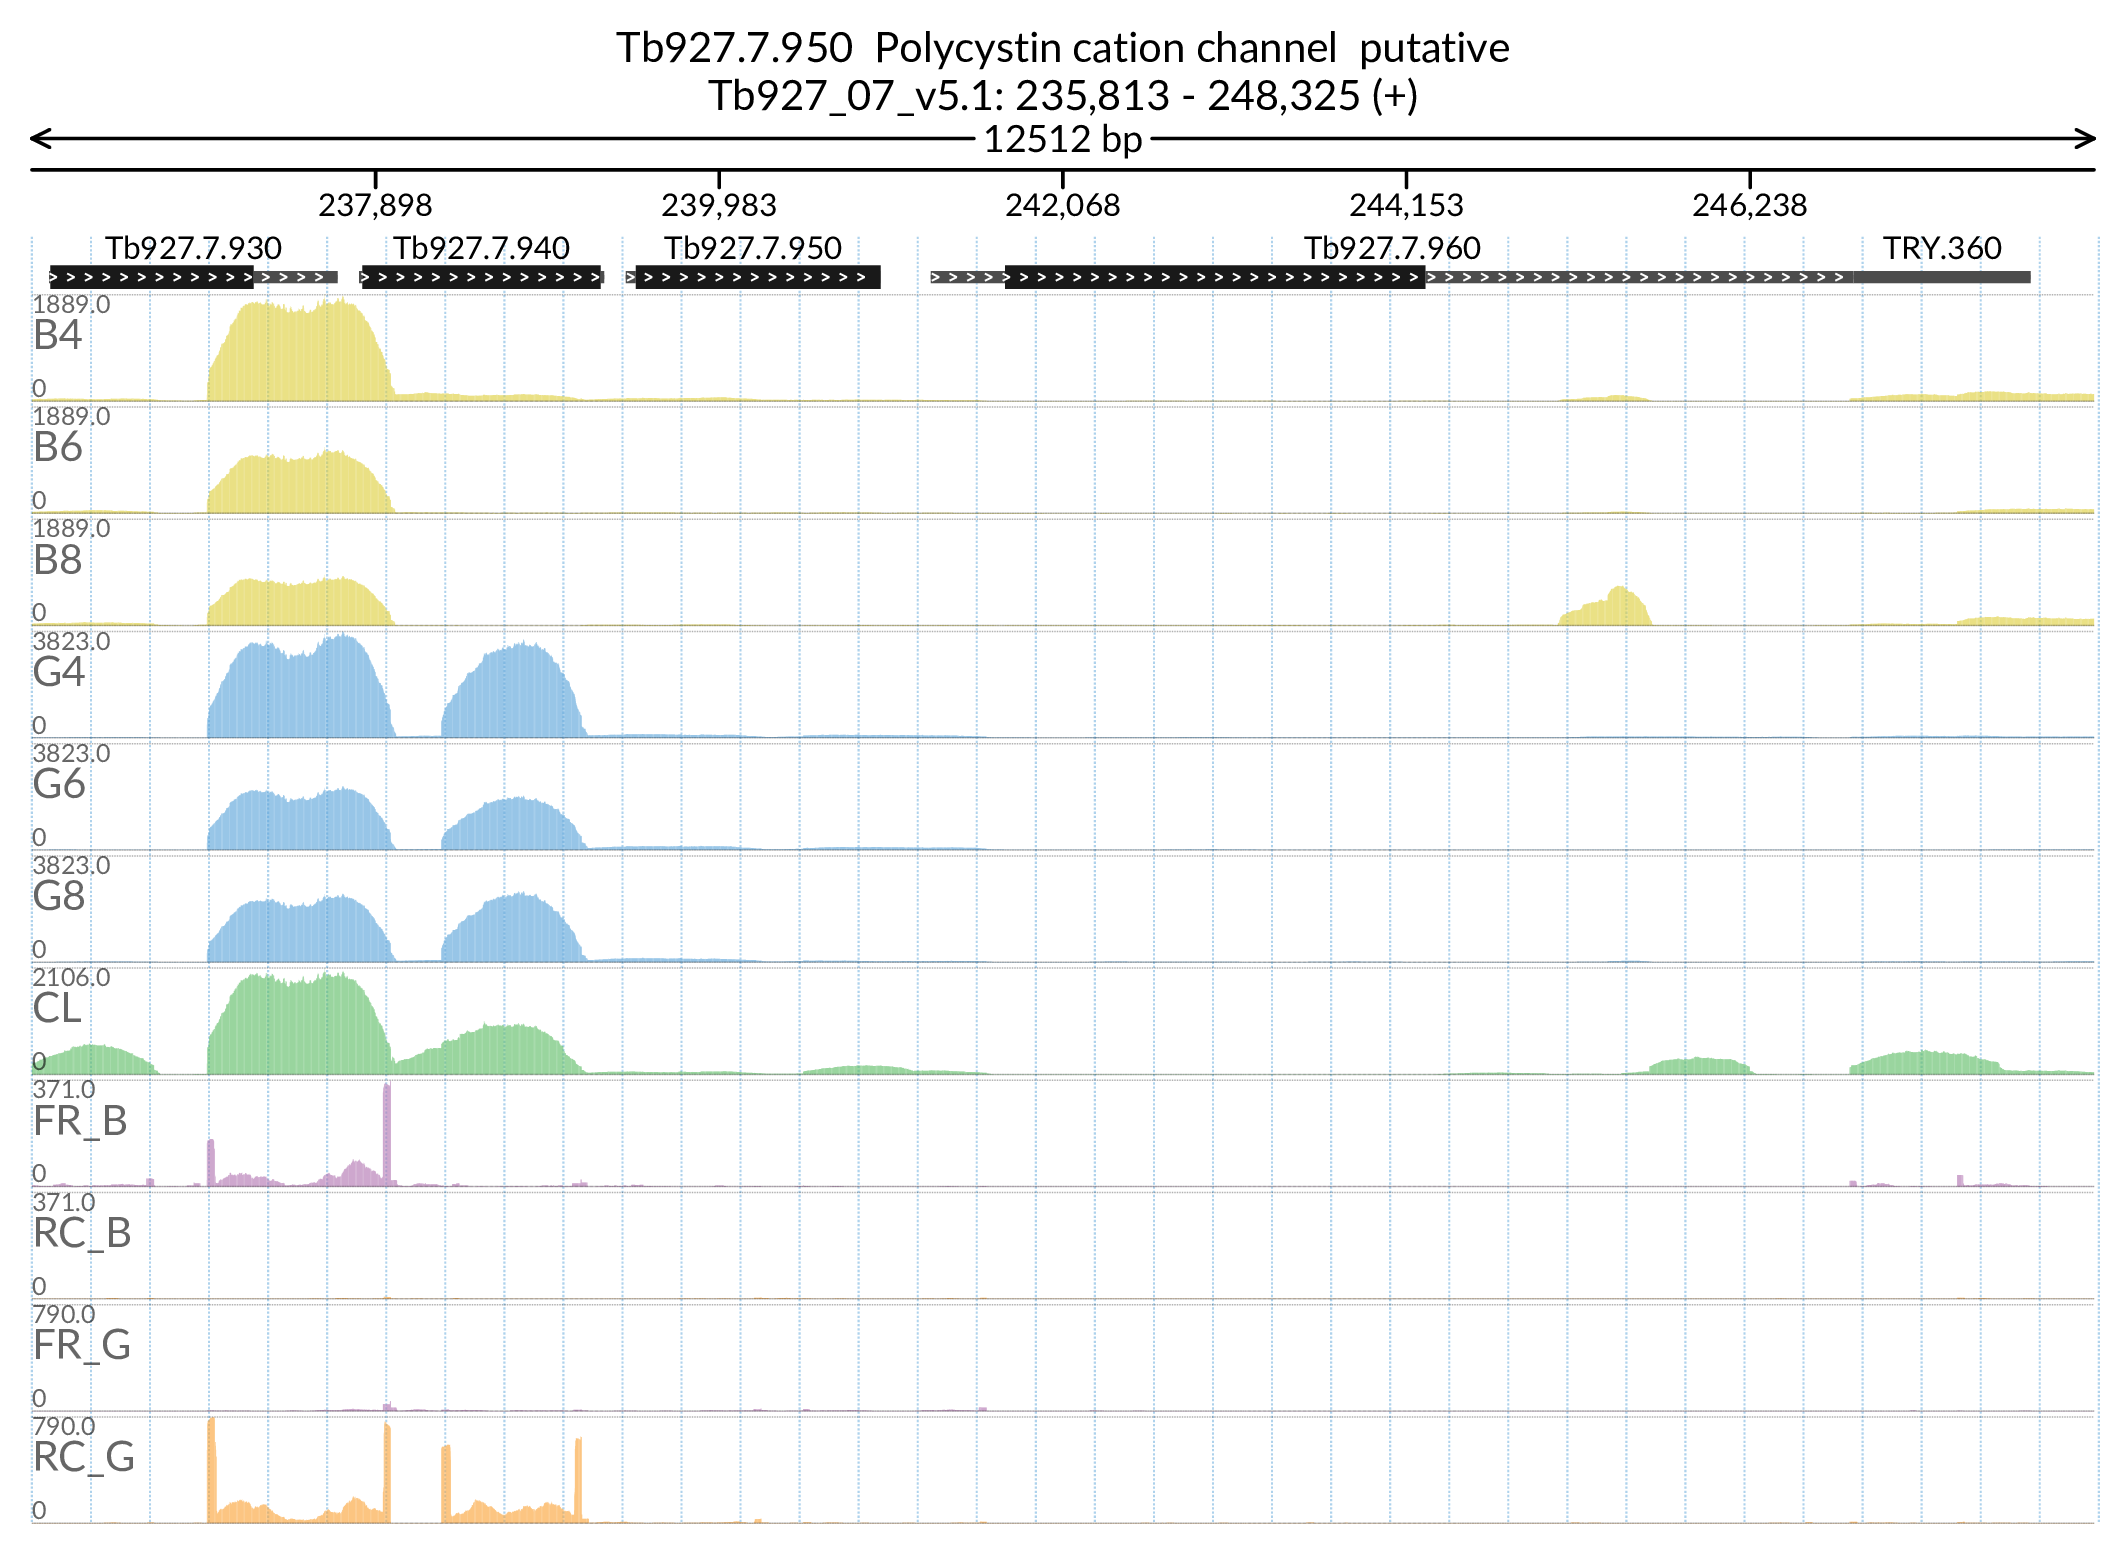 Tb927.7.950  Polycystin cation channel  putative
Tb927_07_v5.1: 235,813 - 248,325 (+)
12512 bp
237,898 239,983 242,068 244,153 246,238
Tb927.7.930 Tb927.7.940 Tb927.7.950 Tb927.7.960 TRY.360
1889.0
B4
0
1889.0
B6
0
1889.0
B8
0
3823.0
G4
0
3823.0
G6
0
3823.0
G8
0
2106.0
CL
0
371.0
FR_B
0
371.0
RC_B
0
790.0
FR_G
0
790.0
RC_G
0